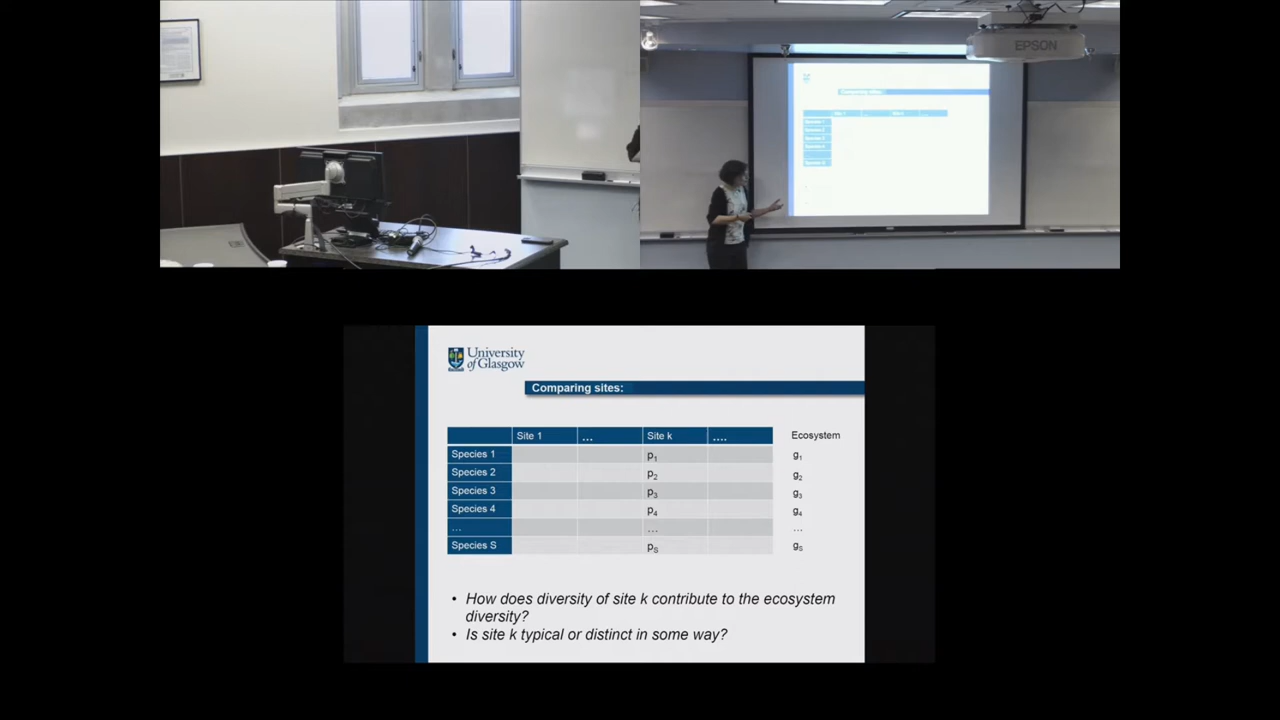 EPSON
Comparing sites:
University
of Glasgow
Comparing sites:
Site 1 … Site k …. Ecosystem
Species 1 p1 g1
Species 2 p2 g2
Species 3 p3 g3
Species 4 p4 g4
… … …
Species S pS gS
• How does diversity of site k contribute to the ecosystem
diversity?
• Is site k typical or distinct in some way?